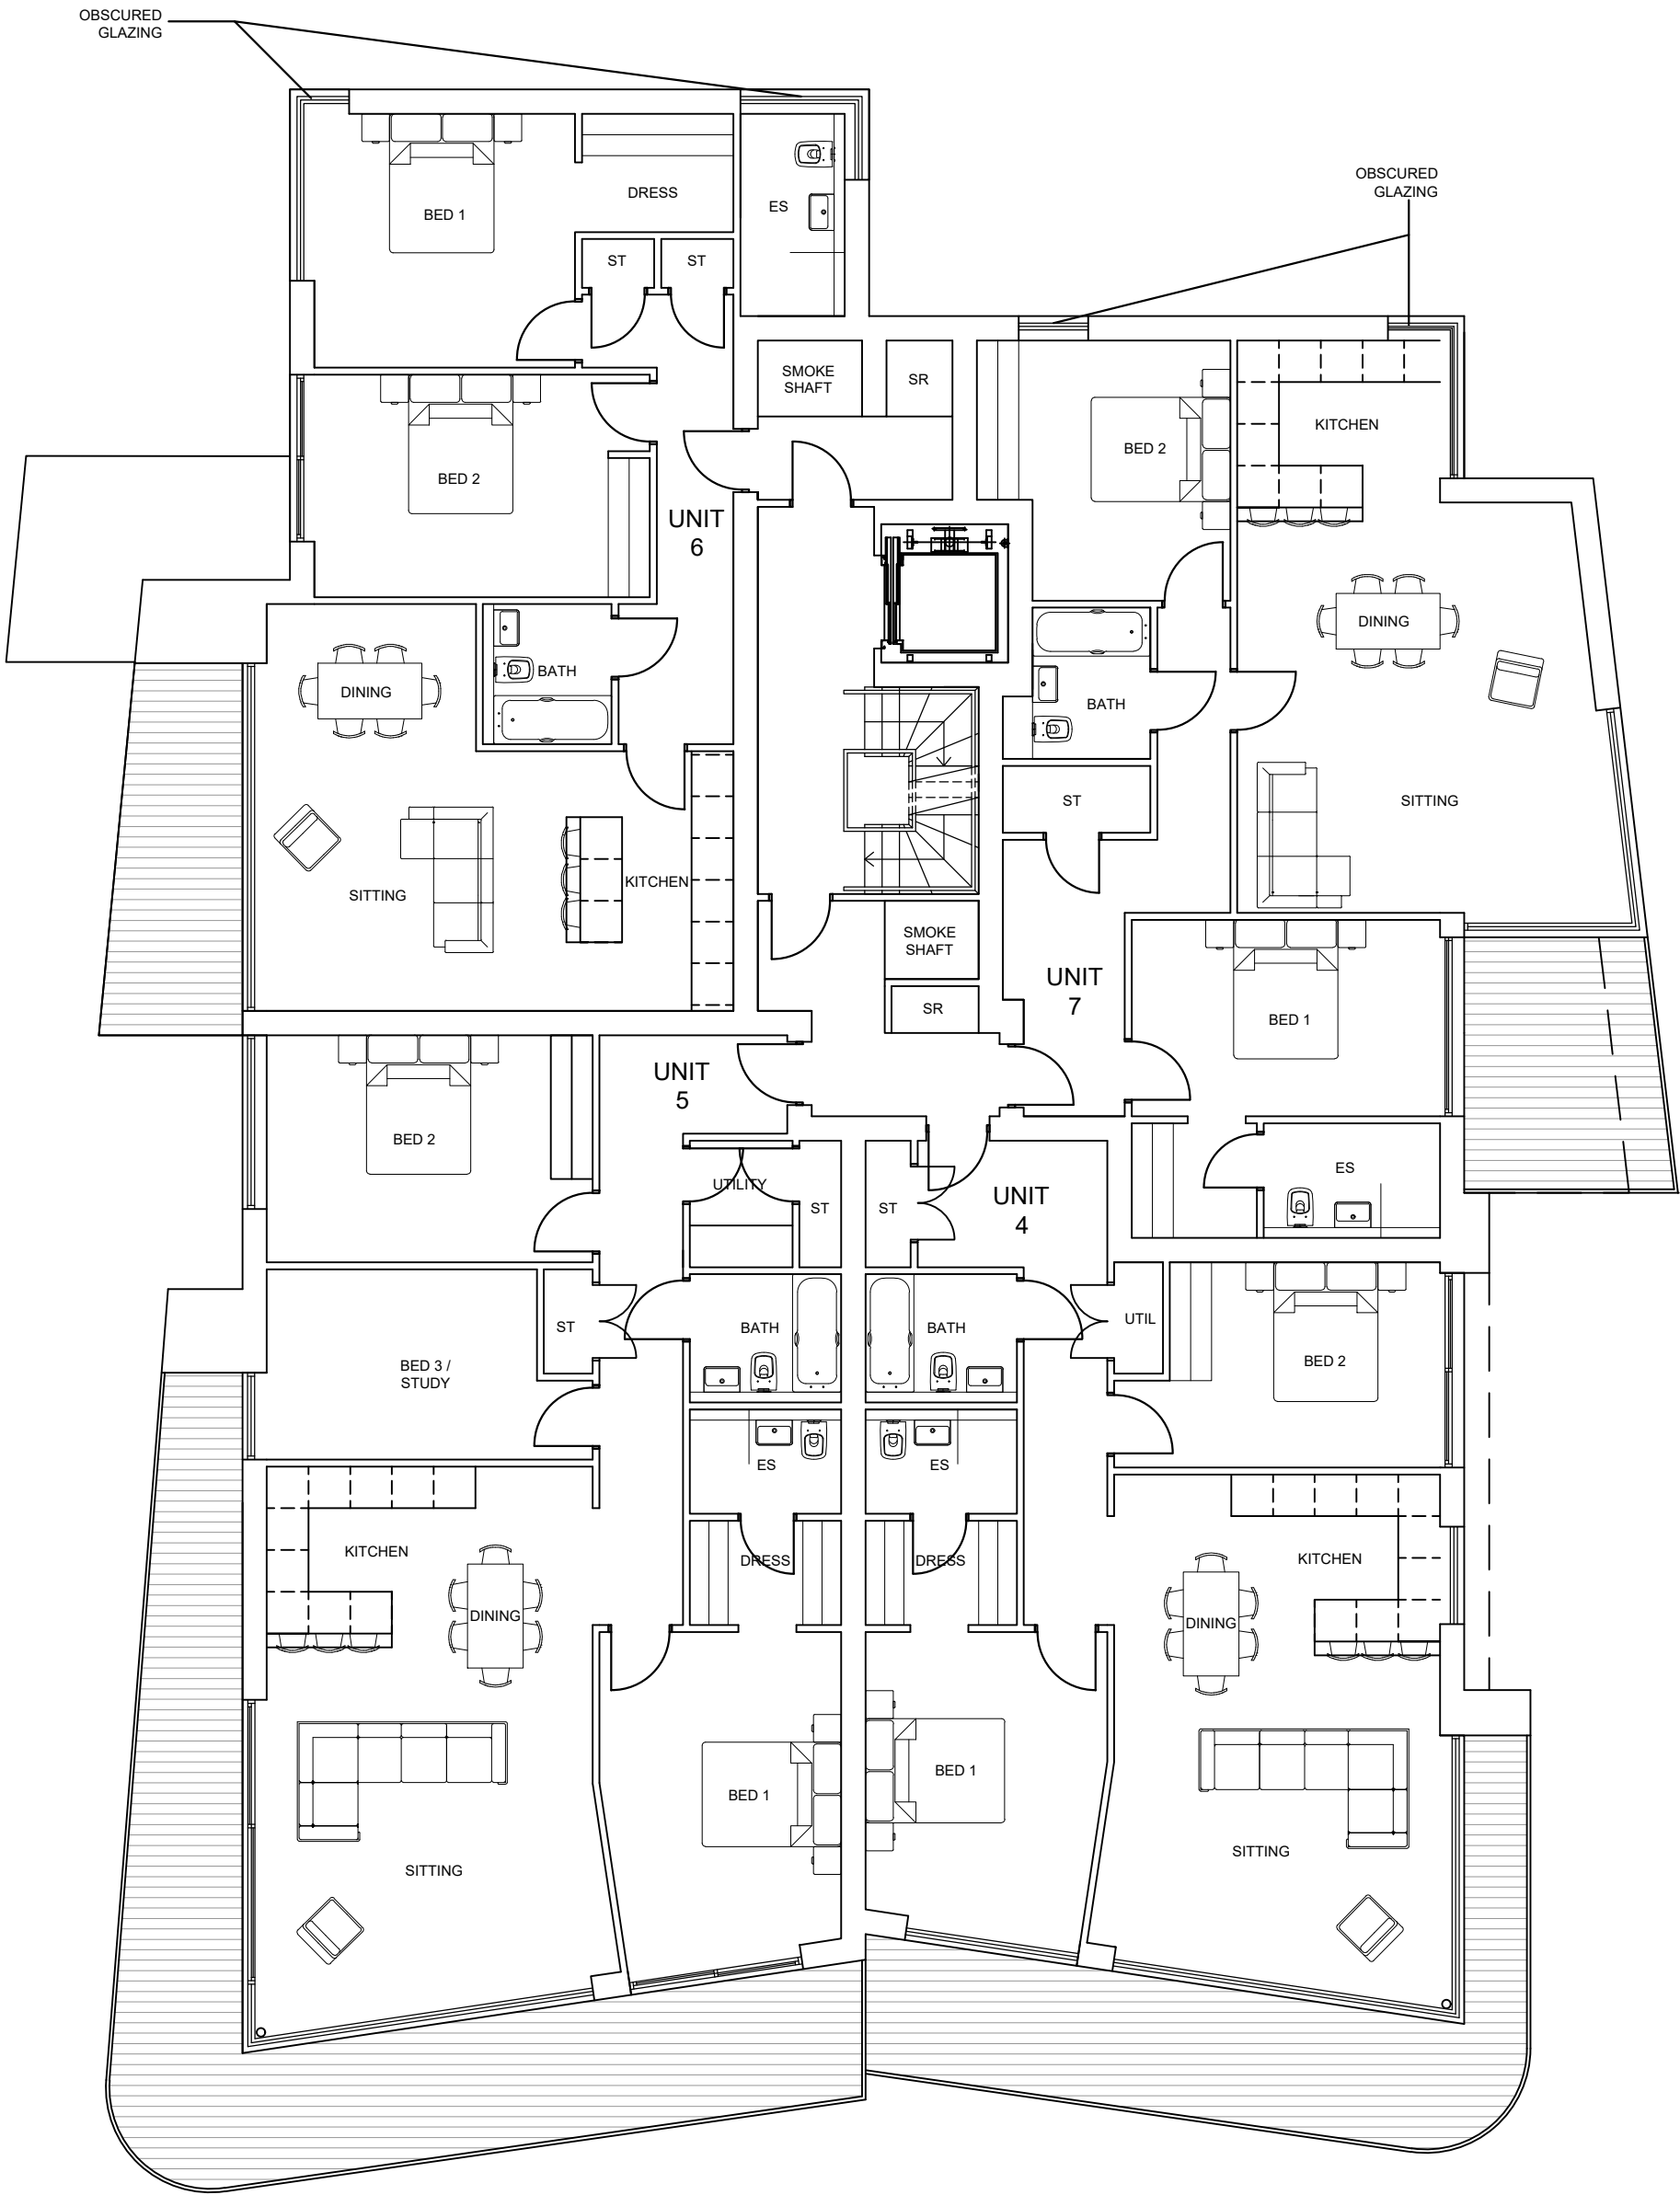 OBSCURED
GLAZING
OBSCURED
GLAZING
BED 1
DRESS
ES
ST
ST
SMOKE
SHAFT
SR
BED 2
KITCHEN
BED 2
UNIT
6
DINING
BATH
DINING
BATH
SITTING
KITCHEN
ST
SITTING
SMOKE
SHAFT
SR
UNIT
7
BED 1
UNIT
5
BED 2
UTILITY
ST
ST
UNIT
4
ES
BED 3 /
STUDY
ST
BATH
BATH
UTIL
BED 2
ES
ES
KITCHEN
DINING
DRESS
DRESS
KITCHEN
DINING
BED 1
BED 1
SITTING
SITTING